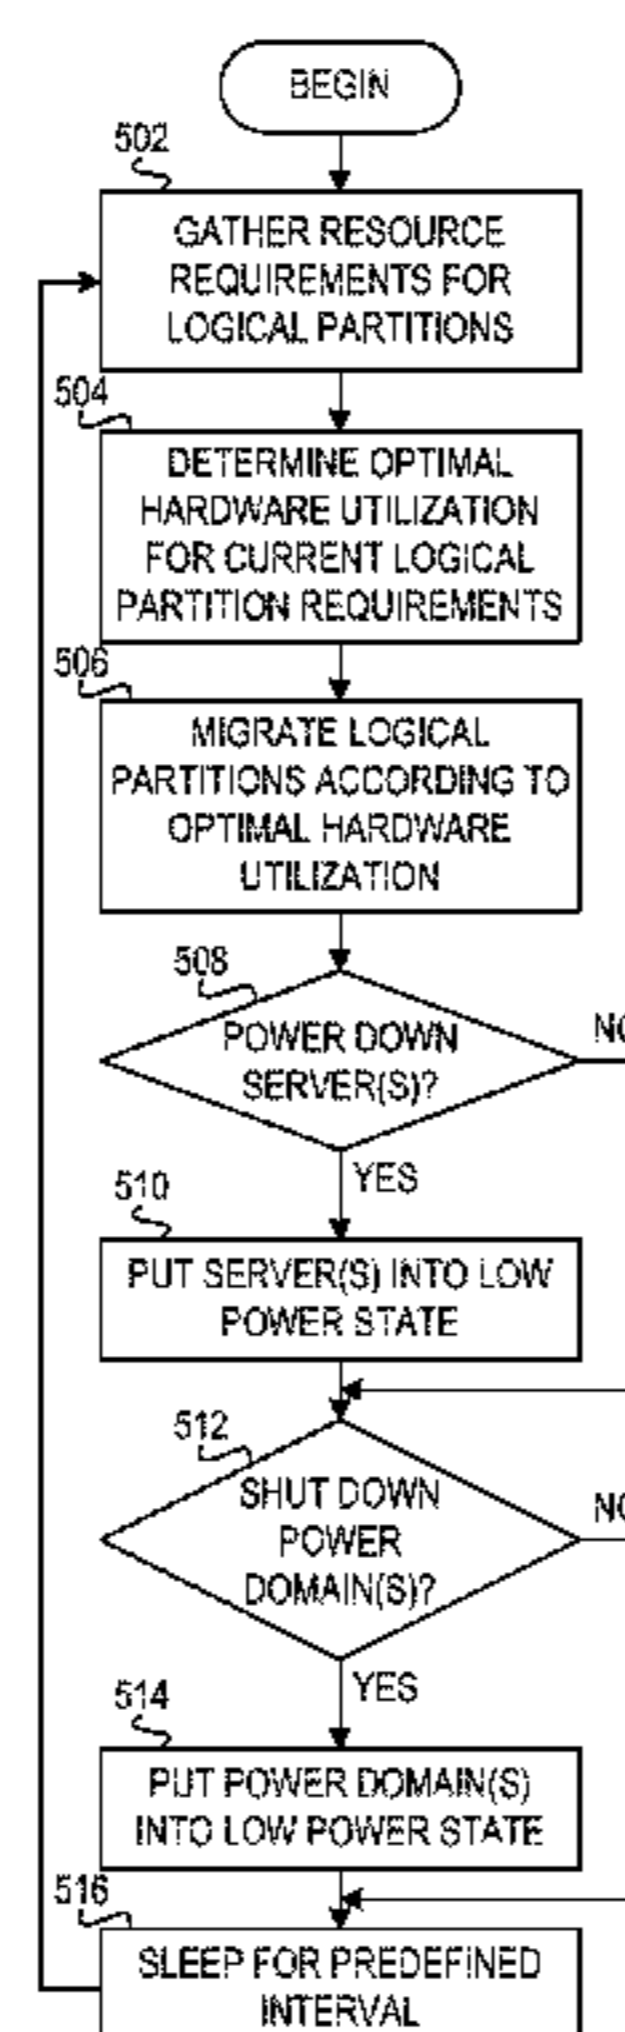 BEGIN
502
GATHER RESOURCE
REQUIREMENTS FOR
LOGICAL PARTITIONS
504
DETERMINE OPTIMAL
HARDWARE UTILIZATION
FOR CURRENT LOGICAL
PARTITION REQUIREMENTS
506
MIGRATE LOGICAL
PARTITIONS ACCORDING TO
OPTIMAL HARDWARE
UTILIZATION
508
POWER DOWN
SERVER(S)?
NO
YES
510
PUT SERVER(S) INTO LOW
POWER STATE
512
SHUT DOWN
POWER
DOMAIN(S)?
NO
YES
514
PUT POWER DOMAIN(S)
INTO LOW POWER STATE
516
SLEEP FOR PREDEFINED
INTERVAL